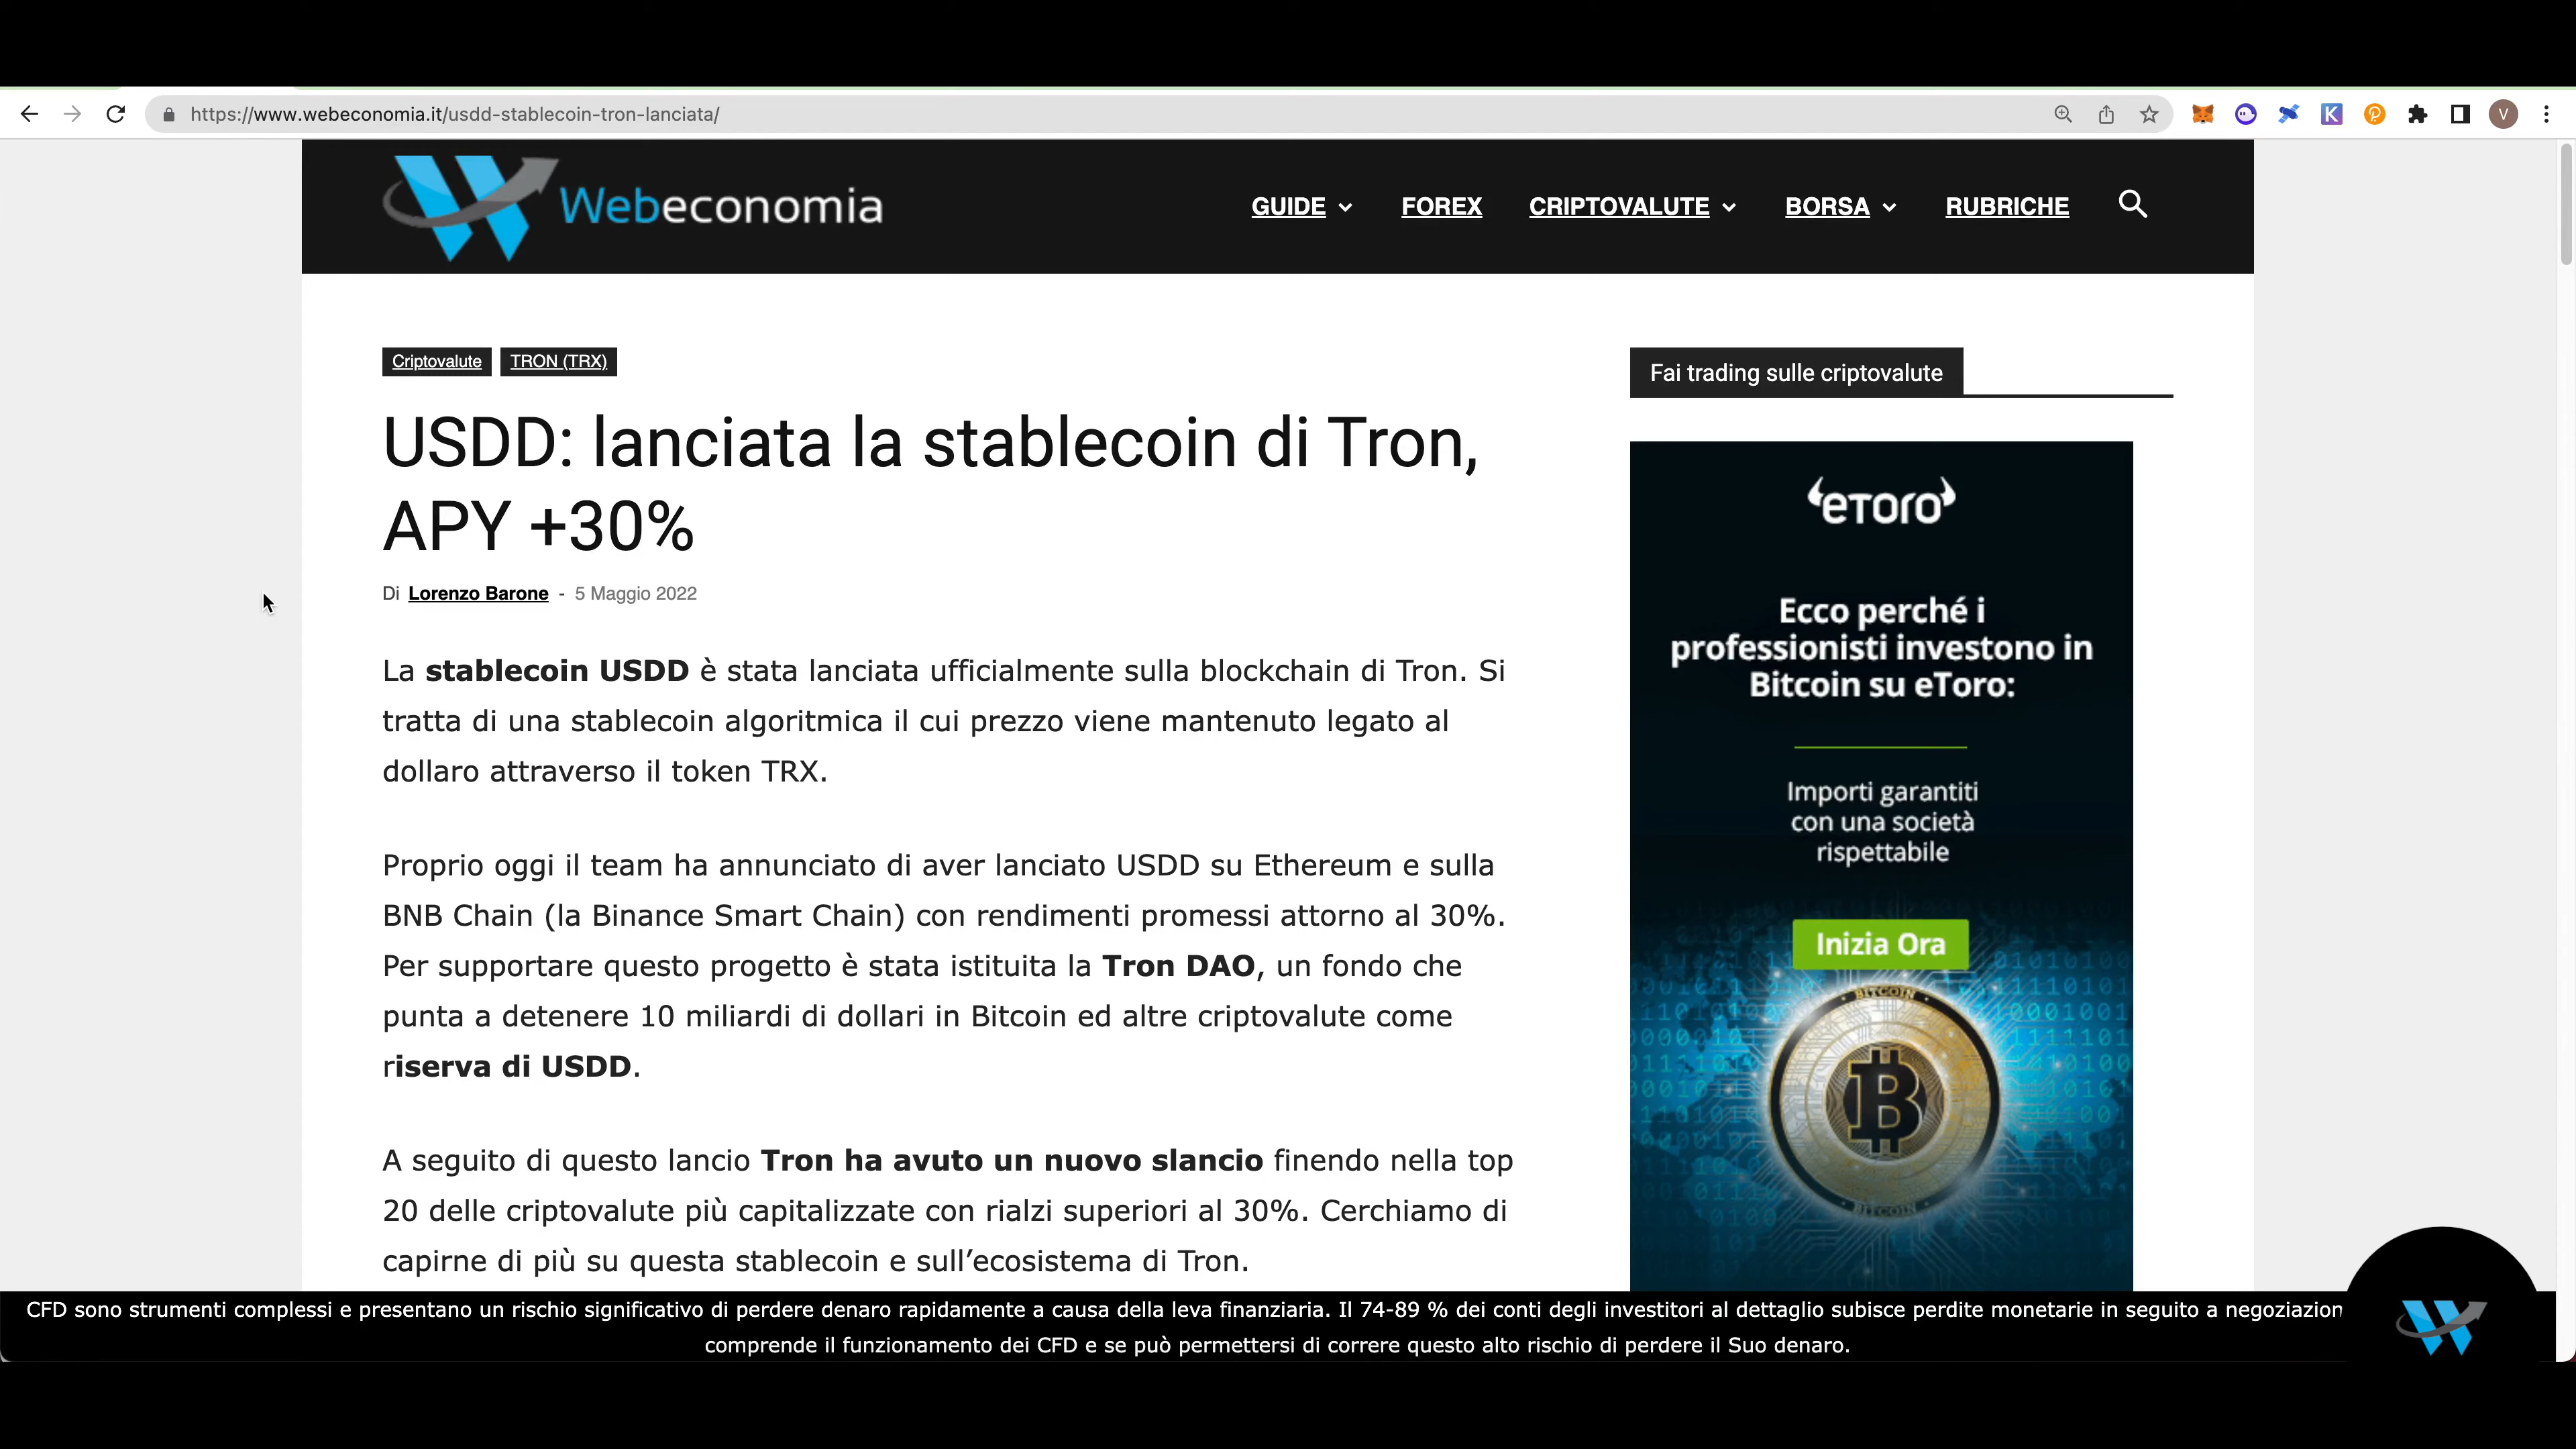 https://www.webeconomia.it/usdd-stablecoin-tron-lanciata/
K
V
Webeconomia
GUIDE
FOREX
CRIPTOVALUTE
BORSA
RUBRICHE
Criptovalute
TRON (TRX)
USDD: lanciata la stablecoin di Tron,
APY +30%
Di Lorenzo Barone - 5 Maggio 2022
La stablecoin USDD è stata lanciata ufficialmente sulla blockchain di Tron. Si
tratta di una stablecoin algoritmica il cui prezzo viene mantenuto legato al
dollaro attraverso il token TRX.
Proprio oggi il team ha annunciato di aver lanciato USDD su Ethereum e sulla
BNB Chain (la Binance Smart Chain) con rendimenti promessi attorno al 30%.
Per supportare questo progetto è stata istituita la Tron DAO, un fondo che
punta a detenere 10 miliardi di dollari in Bitcoin ed altre criptovalute come
riserva di USDD.
A seguito di questo lancio Tron ha avuto un nuovo slancio finendo nella top
20 delle criptovalute più capitalizzate con rialzi superiori al 30%. Cerchiamo di
capirne di più su questa stablecoin e sull'ecosistema di Tron.
Fai trading sulle criptovalute
eToro
Ecco perché i
professionisti investono in
Bitcoin su eToro:
Importi garantiti
con una società
rispettabile
Inizia Ora
BITCOIN
BITCOIN
CFD sono strumenti complessi e presentano un rischio significativo di perdere denaro rapidamente a causa della leva finanziaria. Il 74-89 % dei conti degli investitori al dettaglio subisce perdite monetarie in seguito a negoziazion
comprende il funzionamento dei CFD e se può permettersi di correre questo alto rischio di perdere il Suo denaro.